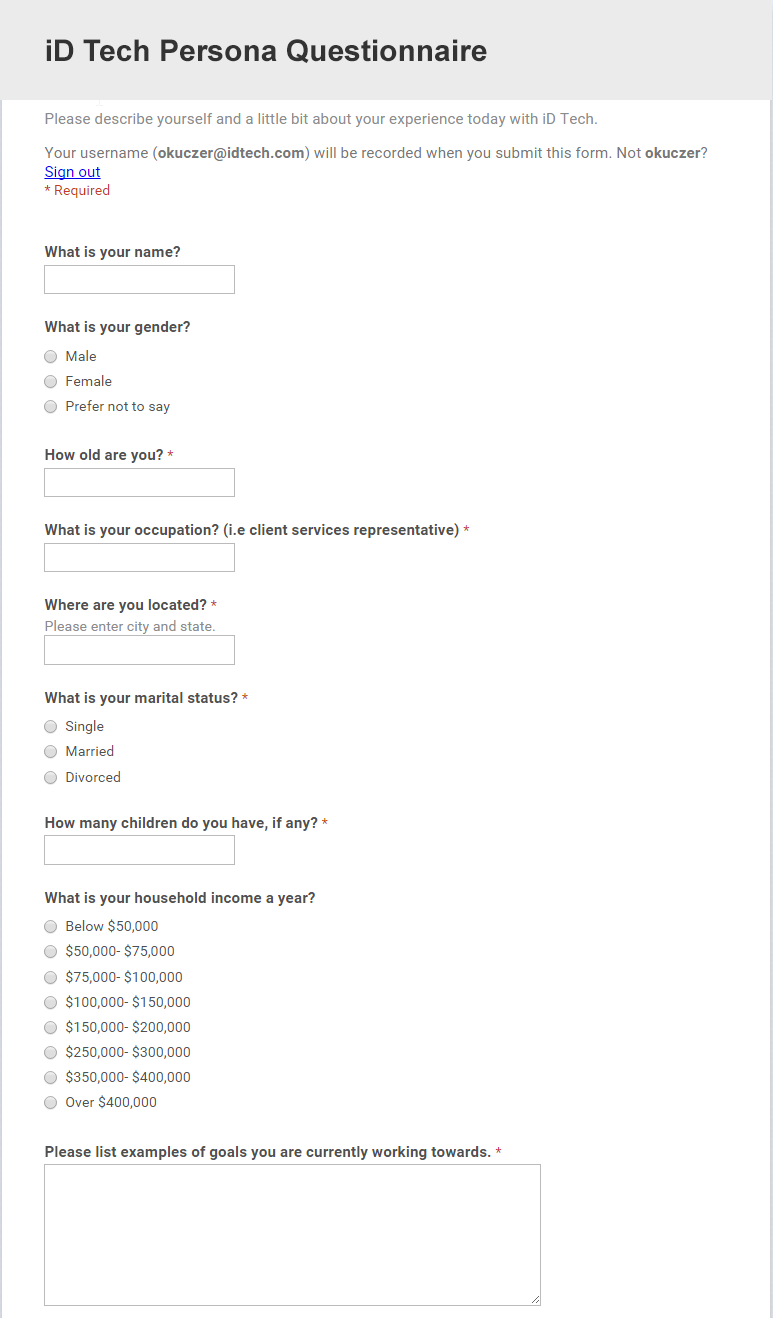 iD Tech Persona Questionnaire
Please describe yourself and a little bit about your experience today with iD Tech.
Your username (okuczer@idtech.com) will be recorded when you submit this form. Not okuczer?
Sign out
* Required
What is your name?
What is your gender?
Male
Female
Prefer not to say
How old are you? *
What is your occupation? (i.e client services representative) *
Where are you located? *
Please enter city and state.
What is your marital status? *
Single
Married
Divorced
How many children do you have, if any? *
What is your household income a year?
Below $50,000
$50,000- $75,000
$75,000- $100,000
$100,000- $150,000
$150,000- $200,000
$250,000- $300,000
$350,000- $400,000
Over $400,000
Please list examples of goals you are currently working towards. *